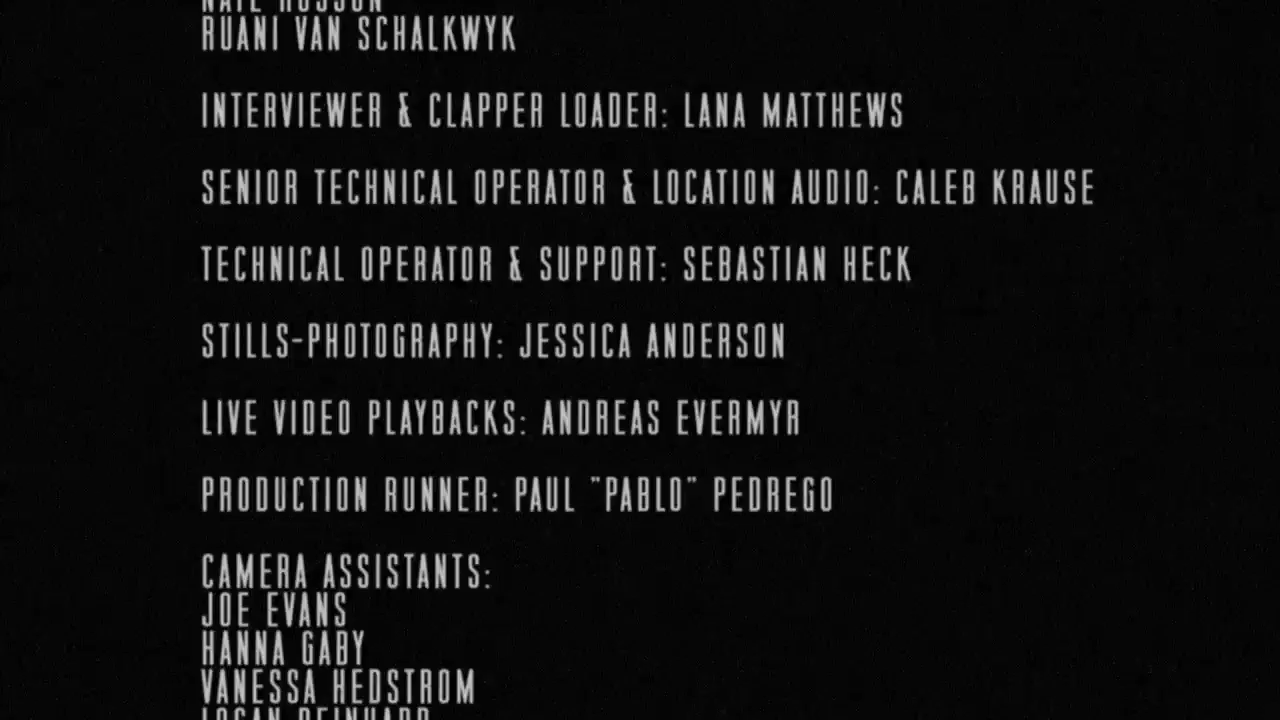 RUANI VAN SCHALKWYK
INTERVIEWER & CLAPPER LOADER: LANA MATTHEWS
SENIOR TECHNICAL OPERATOR & LOCATION AUDIO: CALEB KRAUSE
TECHNICAL OPERATOR & SUPPORT: SEBASTIAN HECK
STILLS-PHOTOGRAPHY: JESSICA ANDERSON
LIVE VIDEO PLAYBACKS: ANDREAS EVERMYR
PRODUCTION RUNNER: PAUL "PABLO" PEDREGO
CAMERA ASSISTANTS:
JOE EVANS
HANNA GABY
VANESSA HEDSTROM